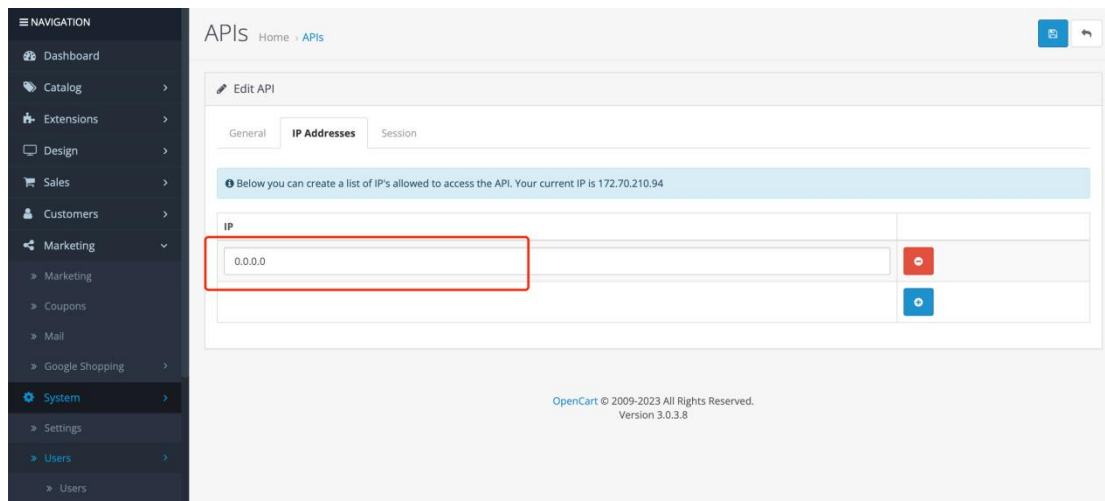 NAVIGATION
Dashboard
Catalog
Extensions
Design
Sales
Customers
Marketing
Marketing
Coupons
Mail
Google Shopping
System
Settings
Users
Users
APIs Home › APIs
Edit API
General IP Addresses Session
Below you can create a list of IP's allowed to access the API. Your current IP is 172.70.210.94
IP
0.0.0.0
OpenCart © 2009-2023 All Rights Reserved.
Version 3.0.3.8